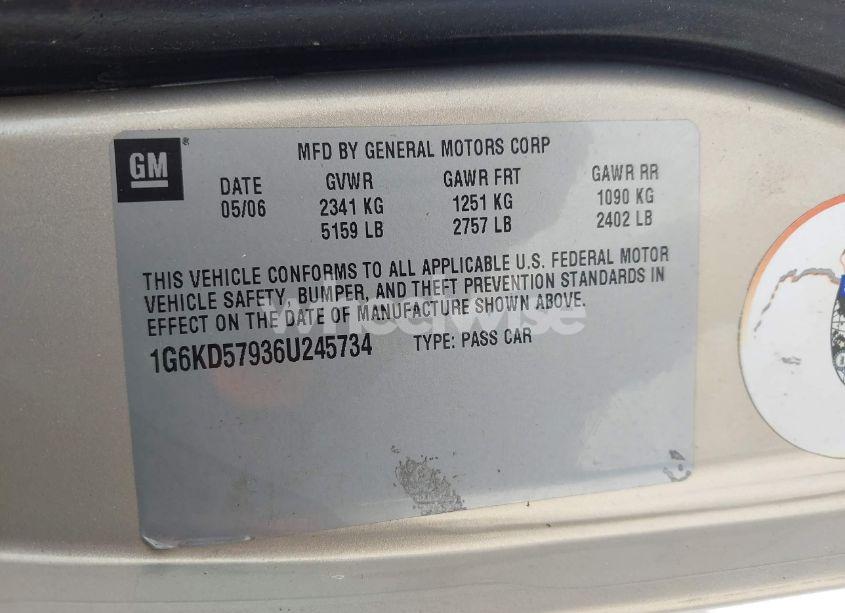 GM
MFD BY GENERAL MOTORS CORP
DATE GVWR GAWR FRT GAWR RR
05/06 2341 KG 1251 KG 1090 KG
5159 LB 2757 LB 2402 LB
THIS VEHICLE CONFORMS TO ALL APPLICABLE U.S. FEDERAL MOTOR
VEHICLE SAFETY, BUMPER, AND THEFT PREVENTION STANDARDS IN
EFFECT ON THE DATE OF MANUFACTURE SHOWN ABOVE.
wheelwise
1G6KD57936U245734 TYPE: PASS CAR